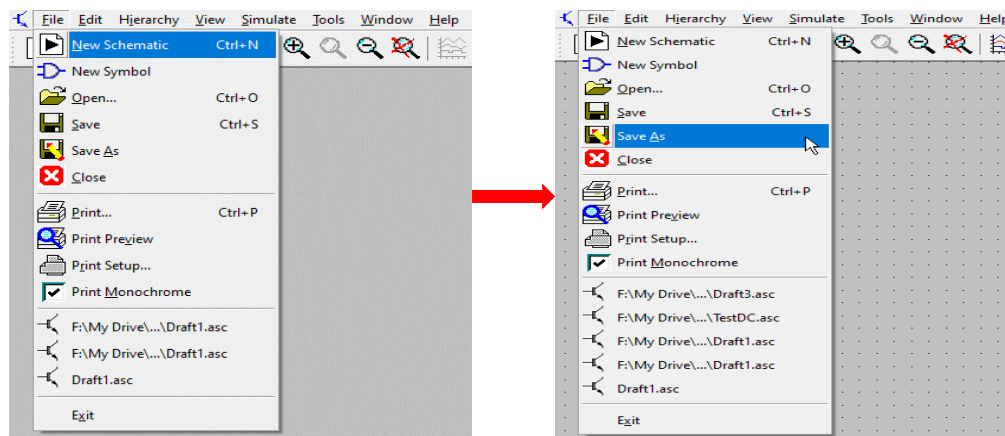 File Edit Hierarchy View Simulate Tools Window Help
New Schematic Ctrl+N
New Symbol
Open... Ctrl+O
Save Ctrl+S
Save As
Close
Print... Ctrl+P
Print Preview
Print Setup...
Print Monochrome
F:\My Drive\...\Draft1.asc
F:\My Drive\...\Draft1.asc
Draft1.asc
Exit
File Edit Hierarchy View Simulate Tools Window Help
New Schematic Ctrl+N
New Symbol
Open... Ctrl+O
Save Ctrl+S
Save As
Close
Print... Ctrl+P
Print Preview
Print Setup...
Print Monochrome
F:\My Drive\...\Draft3.asc
F:\My Drive\...\TestDC.asc
F:\My Drive\...\Draft1.asc
F:\My Drive\...\Draft1.asc
Draft1.asc
Exit